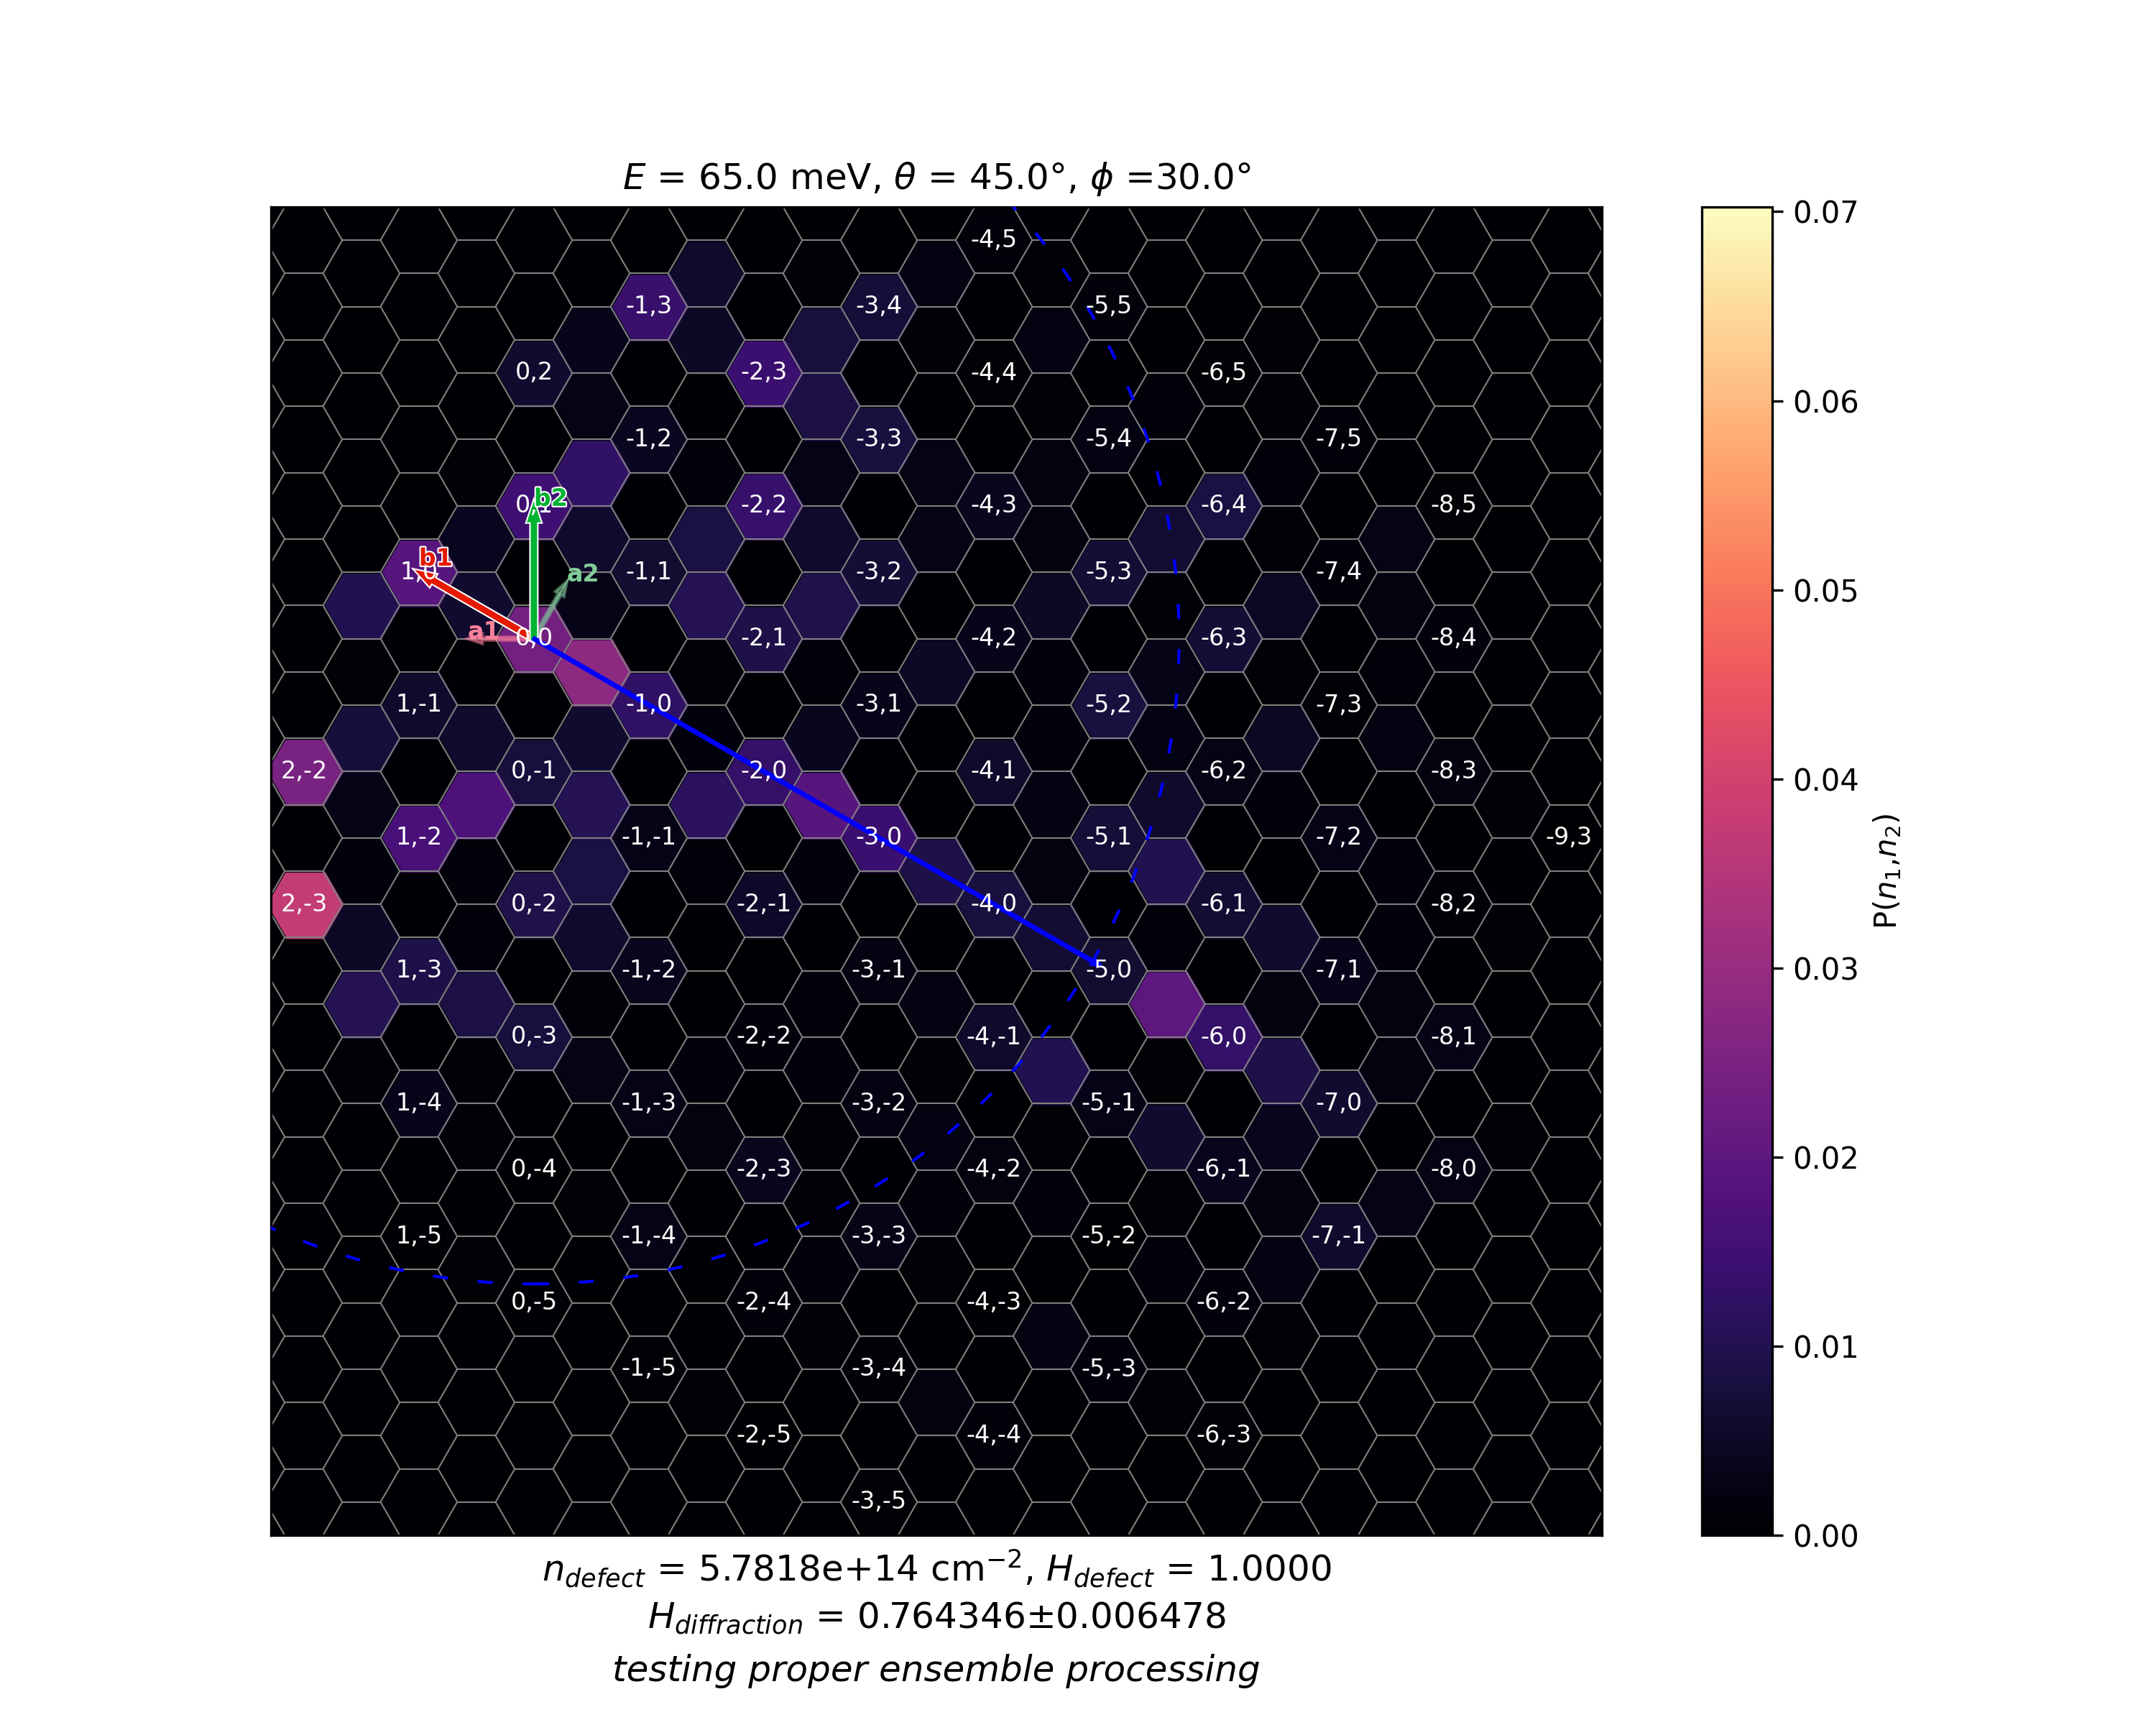 E = 65.0 meV, θ = 45.0°, ϕ =30.0°
-4,5
-1,3 -3,4 -5,5
0,2 -2,3 -4,4 -6,5
-1,2 -3,3 -5,4 -7,5
0,1 b2 -2,2 -4,3 -6,4 -8,5
1,0 b1 a2 -1,1 -3,2 -5,3 -7,4
a1 0,0 -2,1 -4,2 -6,3 -8,4
1,-1 -1,0 -3,1 -5,2 -7,3
2,-2 0,-1 -2,0 -4,1 -6,2 -8,3
1,-2 -1,-1 -3,0 -5,1 -7,2 -9,3
2,-3 0,-2 -2,-1 -4,0 -6,1 -8,2
1,-3 -1,-2 -3,-1 -5,0 -7,1
0,-3 -2,-2 -4,-1 -6,0 -8,1
1,-4 -1,-3 -3,-2 -5,-1 -7,0
0,-4 -2,-3 -4,-2 -6,-1 -8,0
1,-5 -1,-4 -3,-3 -5,-2 -7,-1
0,-5 -2,-4 -4,-3 -6,-2
-1,-5 -3,-4 -5,-3
-2,-5 -4,-4 -6,-3
-3,-5
0.07
0.06
0.05
0.04
0.03
0.02
0.01
0.00
P(n₁,n₂)
n_defect = 5.7818e+14 cm⁻², H_defect = 1.0000
H_diffraction = 0.764346±0.006478
testing proper ensemble processing